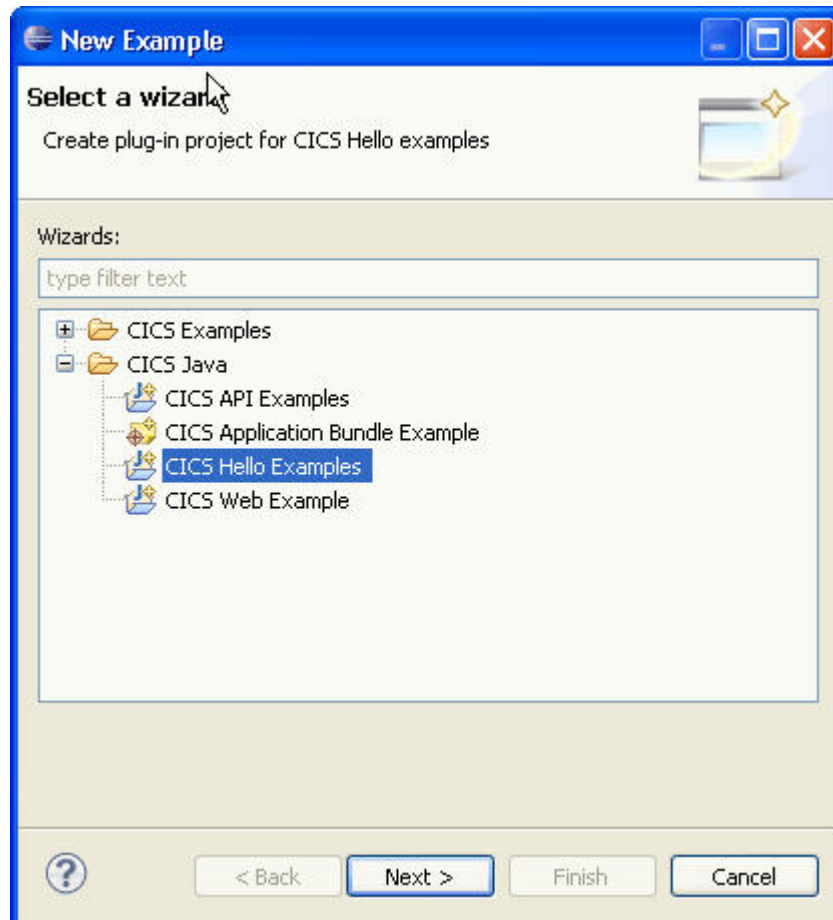 New Example
Select a wizard
Create plug-in project for CICS Hello examples
Wizards:
type filter text
CICS Examples
CICS Java
CICS API Examples
CICS Application Bundle Example
CICS Hello Examples
CICS Web Example
?
< Back Next > Finish Cancel